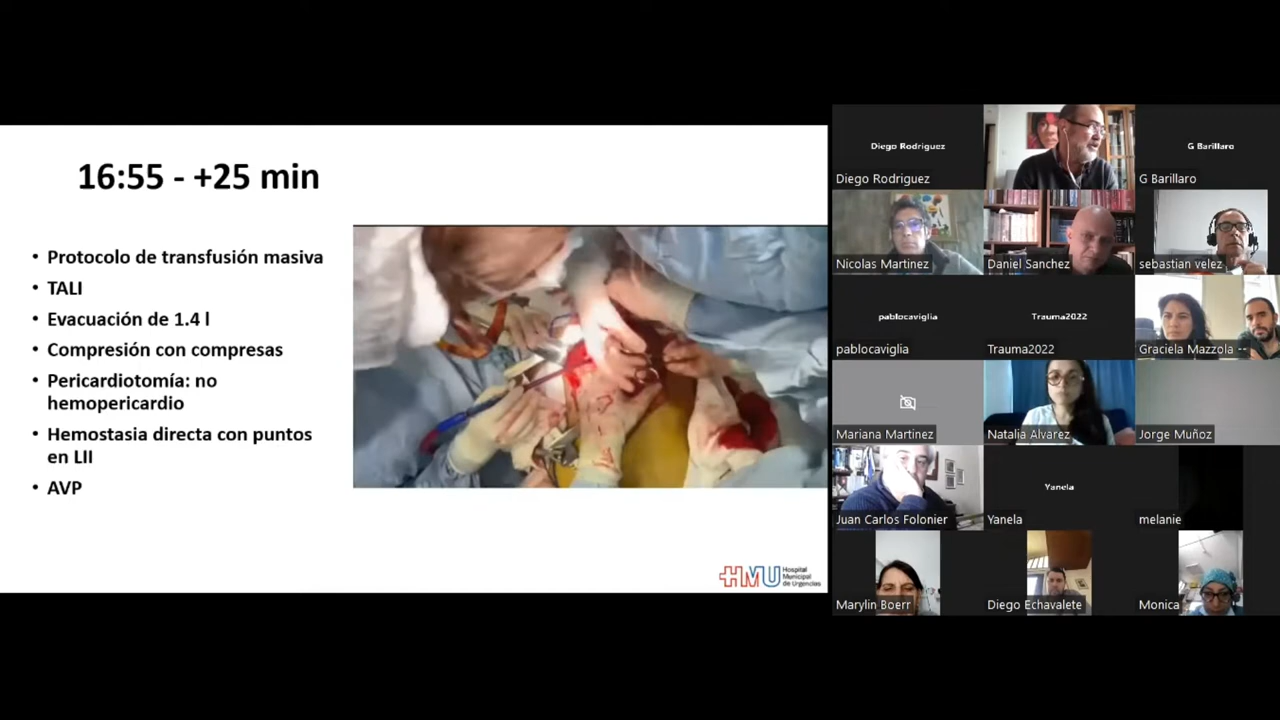 16:55 - +25 min
• Protocolo de transfusión masiva
• TALI
• Evacuación de 1.4 l
• Compresión con compresas
• Pericardiotomía: no
hemopericardio
• Hemostasia directa con puntos
en LII
• AVP
HMU Hospital
Municipal
de Urgencias
Diego Rodriguez
G Barillaro
Diego Rodriguez
G Barillaro
Nicolas Martinez
Daniel Sanchez
sebastian velez
pablocaviglia
Trauma2022
pablocaviglia
Trauma2022
Graciela Mazzola --
Mariana Martinez
Natalia Alvarez
Jorge Muñoz
Yanela
Juan Carlos Folonier
Yanela
melanie
Marylin Boerr
Diego Echavalete
Monica